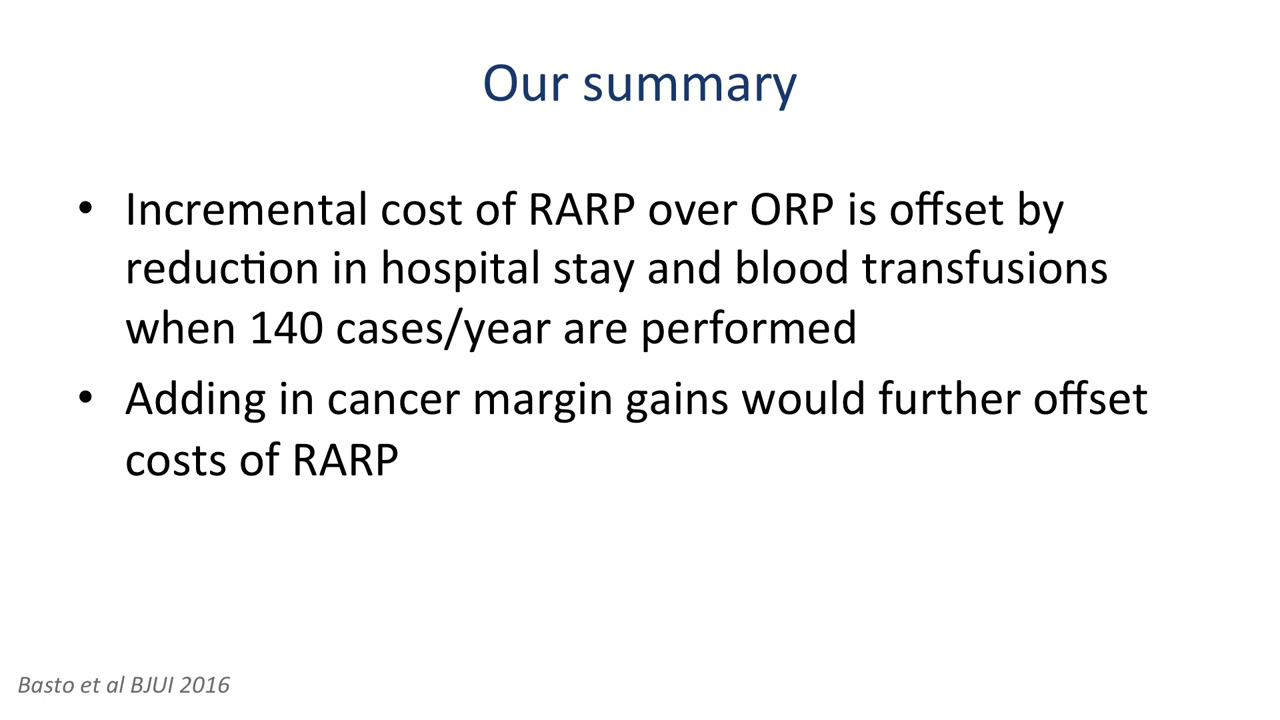 Our summary
• Incremental cost of RARP over ORP is offset by
reduction in hospital stay and blood transfusions
when 140 cases/year are performed
• Adding in cancer margin gains would further offset
costs of RARP
Basto et al BJUI 2016